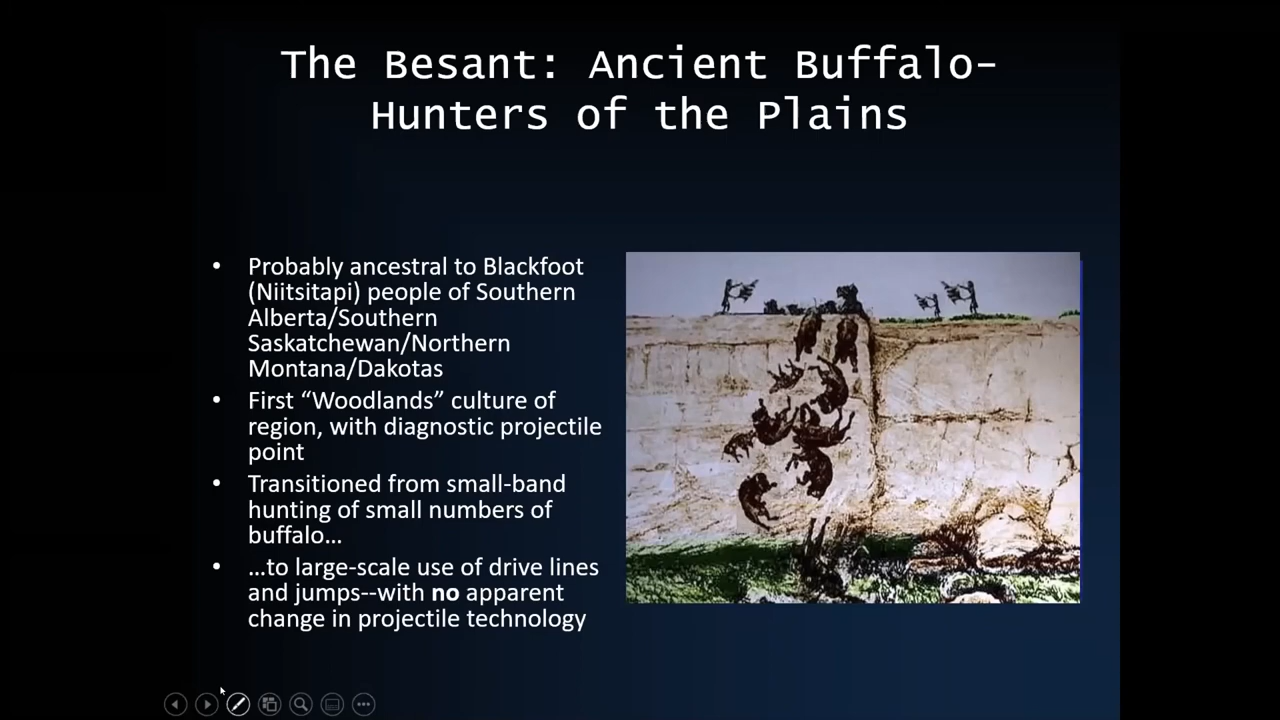 The Besant: Ancient Buffalo-
Hunters of the Plains
• Probably ancestral to Blackfoot
(Niitsitapi) people of Southern
Alberta/Southern
Saskatchewan/Northern
Montana/Dakotas
• First “Woodlands” culture of
region, with diagnostic projectile
point
• Transitioned from small-band
hunting of small numbers of
buffalo…
• …to large-scale use of drive lines
and jumps--with no apparent
change in projectile technology